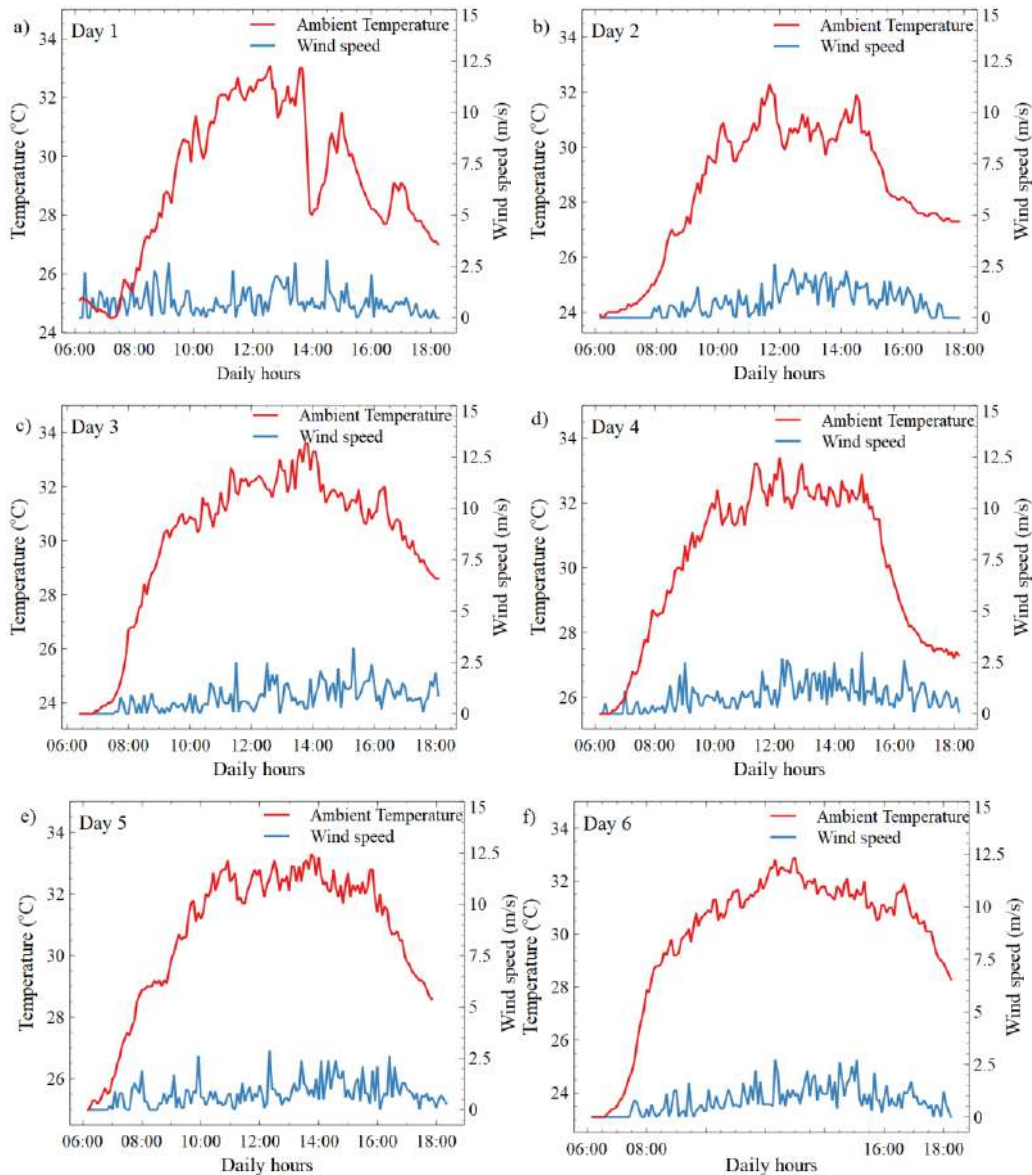 a) Day 1
Ambient Temperature
Wind speed
34
32
30
28
26
24
Temperature (°C)
15
12.5
10
7.5
5
2.5
0
Wind speed (m/s)
06:00 08:00 10:00 12:00 14:00 16:00 18:00
Daily hours
b) Day 2
Ambient Temperature
Wind speed
34
32
30
28
26
24
Temperature (°C)
15
12.5
10
7.5
5
2.5
0
Wind speed (m/s)
06:00 08:00 10:00 12:00 14:00 16:00 18:00
Daily hours
c) Day 3
Ambient Temperature
Wind speed
34
32
30
28
26
24
Temperature (°C)
15
12.5
10
7.5
5
2.5
0
Wind speed (m/s)
06:00 08:00 10:00 12:00 14:00 16:00 18:00
Daily hours
d) Day 4
Ambient Temperature
Wind speed
34
32
30
28
26
Temperature (°C)
15
12.5
10
7.5
5
2.5
0
Wind speed (m/s)
06:00 08:00 10:00 12:00 14:00 16:00 18:00
Daily hours
e) Day 5
Ambient Temperature
Wind speed
34
32
30
28
26
Temperature (°C)
15
12.5
10
7.5
5
2.5
0
Wind speed (m/s)
06:00 08:00 10:00 12:00 14:00 16:00 18:00
Daily hours
f) Day 6
Ambient Temperature
Wind speed
34
32
30
28
26
24
Temperature (°C)
15
12.5
10
7.5
5
2.5
0
Wind speed (m/s)
06:00 08:00 16:00 18:00
Daily hours